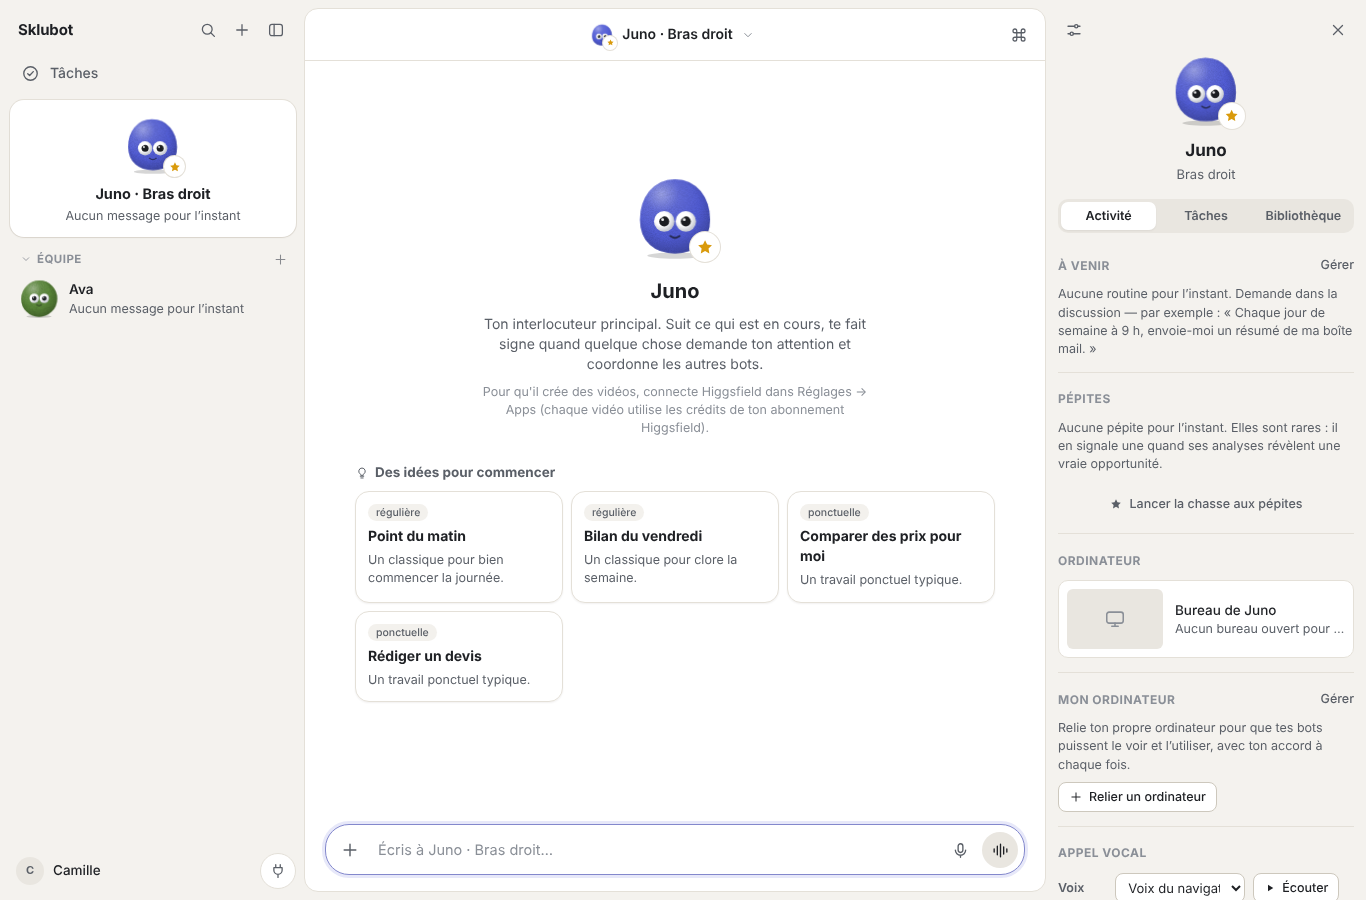 Sklubot
Tâches
Juno · Bras droit
Aucun message pour l’instant
ÉQUIPE
Ava
Aucun message pour l’instant
C
Camille
Juno · Bras droit
Juno
Ton interlocuteur principal. Suit ce qui est en cours, te fait
signe quand quelque chose demande ton attention et
coordonne les autres bots.
Pour qu'il crée des vidéos, connecte Higgsfield dans Réglages →
Apps (chaque vidéo utilise les crédits de ton abonnement
Higgsfield).
Des idées pour commencer
régulière
Point du matin
Un classique pour bien
commencer la journée.
régulière
Bilan du vendredi
Un classique pour clore la
semaine.
ponctuelle
Comparer des prix pour
moi
Un travail ponctuel typique.
ponctuelle
Rédiger un devis
Un travail ponctuel typique.
Écris à Juno · Bras droit...
Juno
Bras droit
Activité
Tâches
Bibliothèque
À VENIR
Gérer
Aucune routine pour l’instant. Demande dans la
discussion — par exemple : « Chaque jour de
semaine à 9 h, envoie-moi un résumé de ma boîte
mail. »
PÉPITES
Aucune pépite pour l’instant. Elles sont rares : il
en signale une quand ses analyses révèlent une
vraie opportunité.
Lancer la chasse aux pépites
ORDINATEUR
Bureau de Juno
Aucun bureau ouvert pour ...
MON ORDINATEUR
Gérer
Relie ton propre ordinateur pour que tes bots
puissent le voir et l’utiliser, avec ton accord à
chaque fois.
Relier un ordinateur
APPEL VOCAL
Voix
Voix du navigat
Écouter